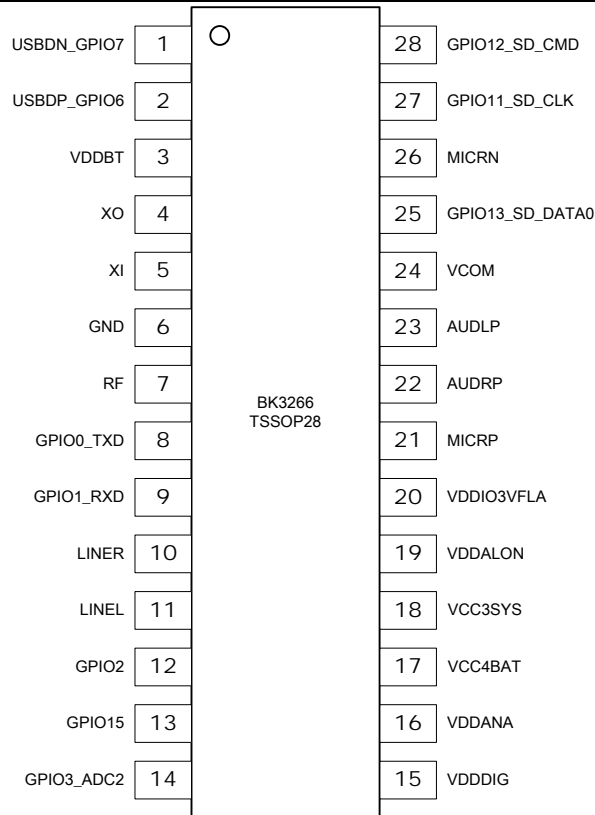 USBDN_GPIO7 1 28 GPIO12_SD_CMD
USBDP_GPIO6 2 27 GPIO11_SD_CLK
VDDBT 3 26 MICRN
XO 4 25 GPIO13_SD_DATA0
XI 5 24 VCOM
GND 6 23 AUDLP
RF 7 22 AUDRP
BK3266
TSSOP28
GPIO0_TXD 8 21 MICRP
GPIO1_RXD 9 20 VDDIO3VFLA
LINER 10 19 VDDALON
LINEL 11 18 VCC3SYS
GPIO2 12 17 VCC4BAT
GPIO15 13 16 VDDANA
GPIO3_ADC2 14 15 VDDDIG